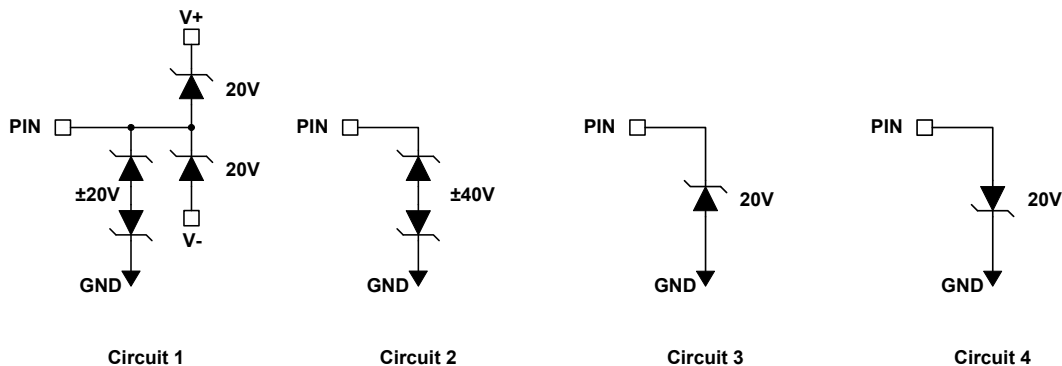 V+
20V
PIN
20V
±20V
V-
GND
Circuit 1
PIN
±40V
GND
Circuit 2
PIN
20V
GND
Circuit 3
PIN
20V
GND
Circuit 4